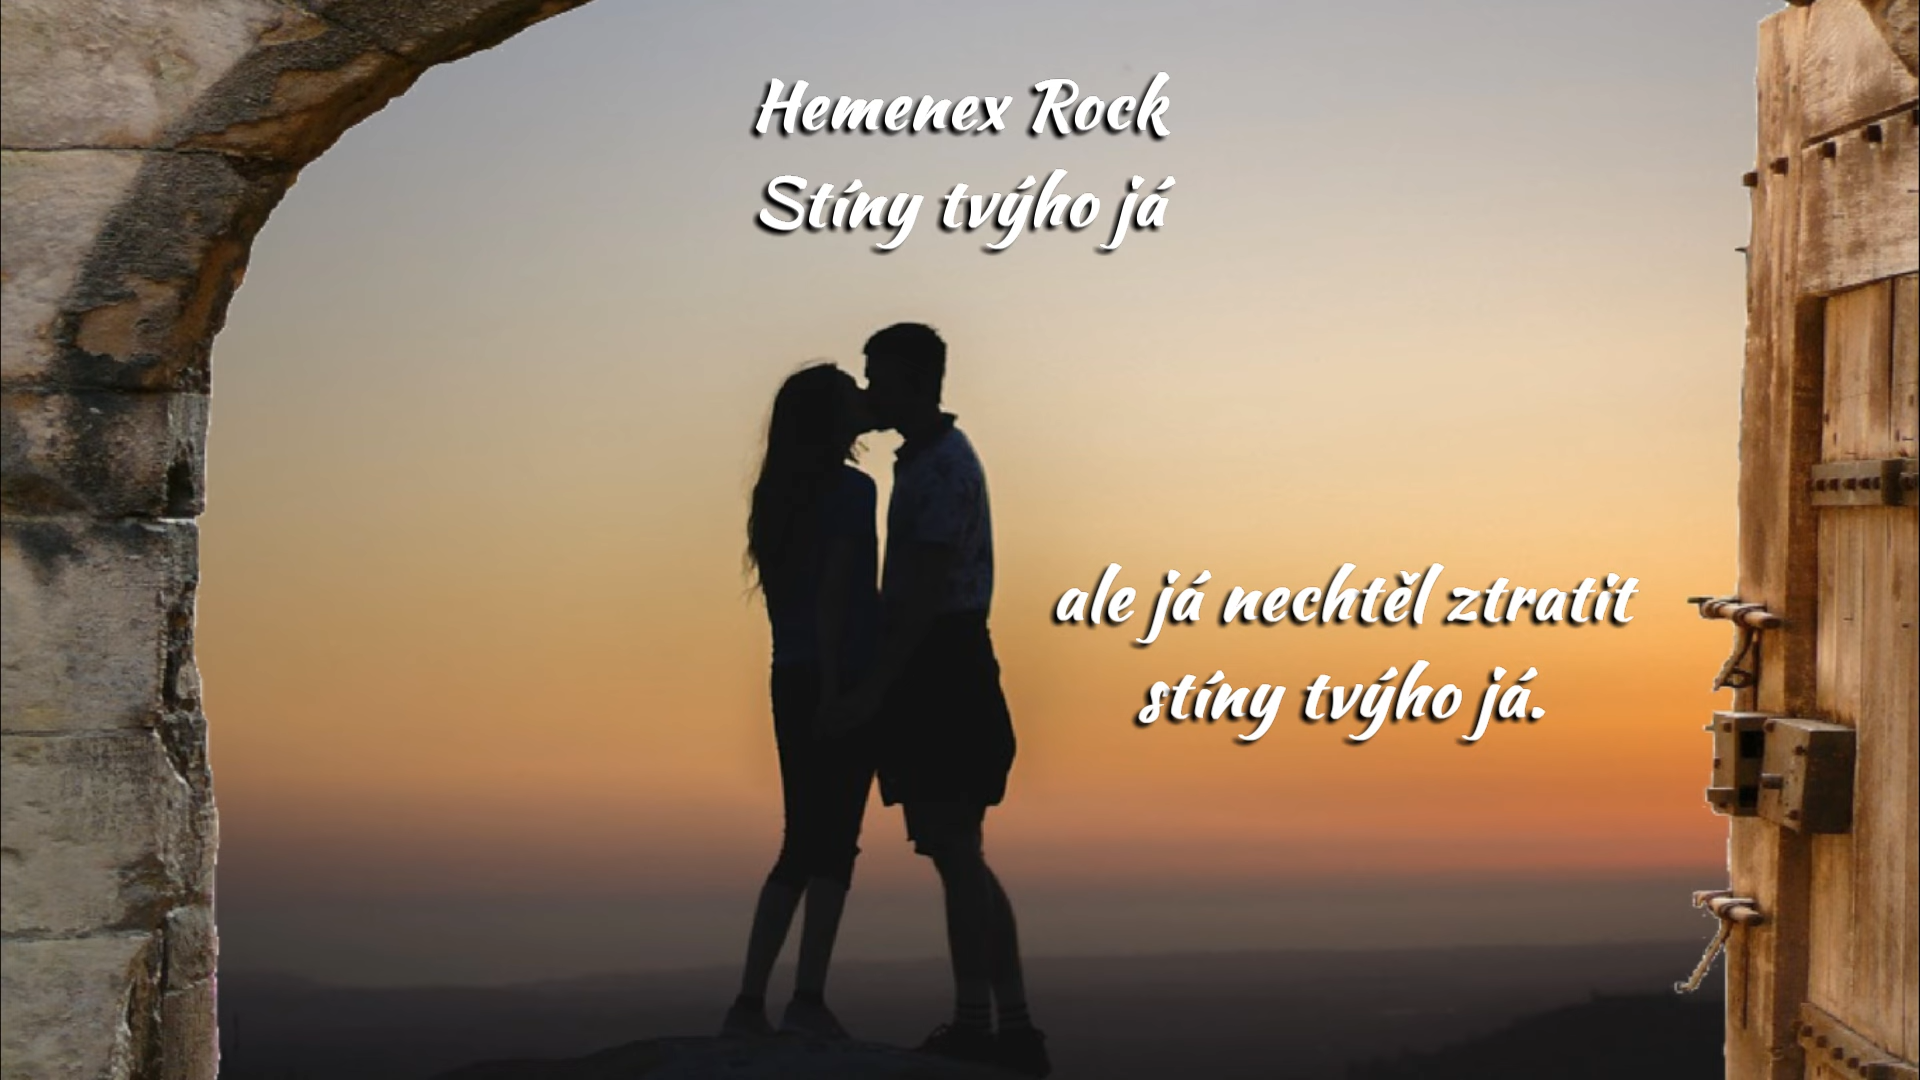 Hemenex Rock
Stíny tvýho já
ale já nechtěl ztratit
stíny tvýho já.